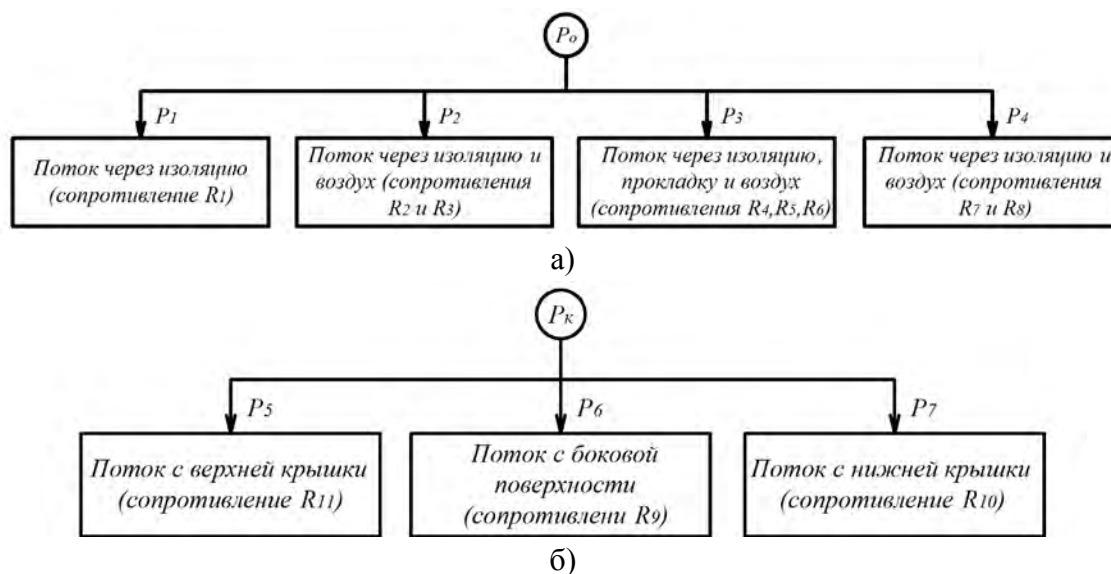 Pо
P1
P2
P3
P4
Поток через изоляцию
(сопротивление R1)
Поток через изоляцию и
воздух (сопротивления
R2 и R3)
Поток через изоляцию,
прокладку и воздух
(сопротивления R4,R5,R6)
Поток через изоляцию и
воздух (сопротивления
R7 и R8)
а)
Pк
P5
P6
P7
Поток с верхней крышки
(сопротивление R11)
Поток с боковой
поверхности
(сопротивлени R9)
Поток с нижней крышки
(сопротивление R10)
б)